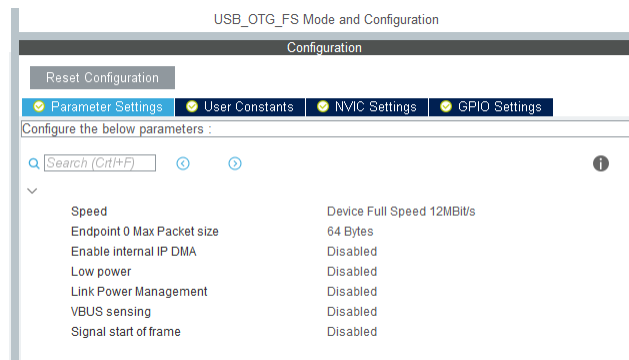 USB_OTG_FS Mode and Configuration
Configuration
Reset Configuration
Parameter Settings User Constants NVIC Settings GPIO Settings
Configure the below parameters :
Search (Crtl+F)
Speed Device Full Speed 12MBit/s
Endpoint 0 Max Packet size 64 Bytes
Enable internal IP DMA Disabled
Low power Disabled
Link Power Management Disabled
VBUS sensing Disabled
Signal start of frame Disabled